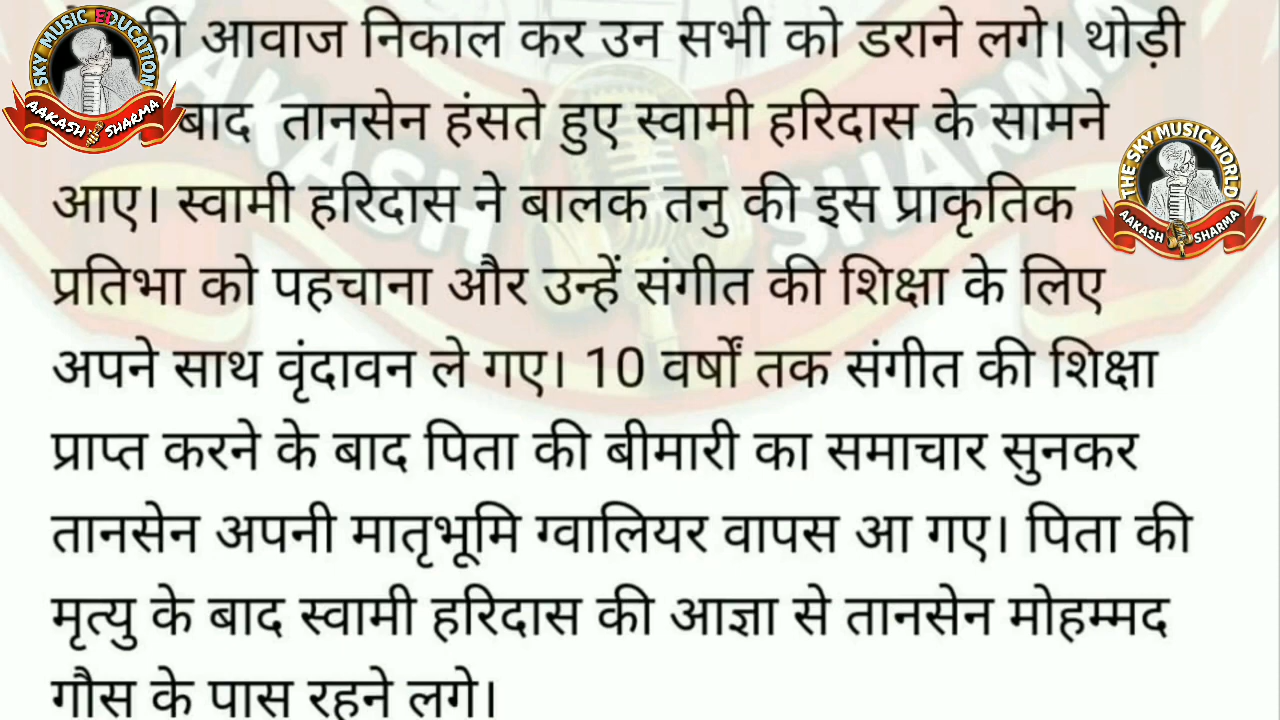 की आवाज निकाल कर उन सभी को डराने लगे। थोड़ी
बाद तानसेन हंसते हुए स्वामी हरिदास के सामने
आए। स्वामी हरिदास ने बालक तनु की इस प्राकृतिक
प्रतिभा को पहचाना और उन्हें संगीत की शिक्षा के लिए
अपने साथ वृंदावन ले गए। 10 वर्षों तक संगीत की शिक्षा
प्राप्त करने के बाद पिता की बीमारी का समाचार सुनकर
तानसेन अपनी मातृभूमि ग्वालियर वापस आ गए। पिता की
मृत्यु के बाद स्वामी हरिदास की आज्ञा से तानसेन मोहम्मद
गौस के पास रहने लगे।
SKY MUSIC EDUCATION
AAKASH SHARMA
THE SKY MUSIC WORLD
AAKASH SHARMA
AAKASH SHARMA